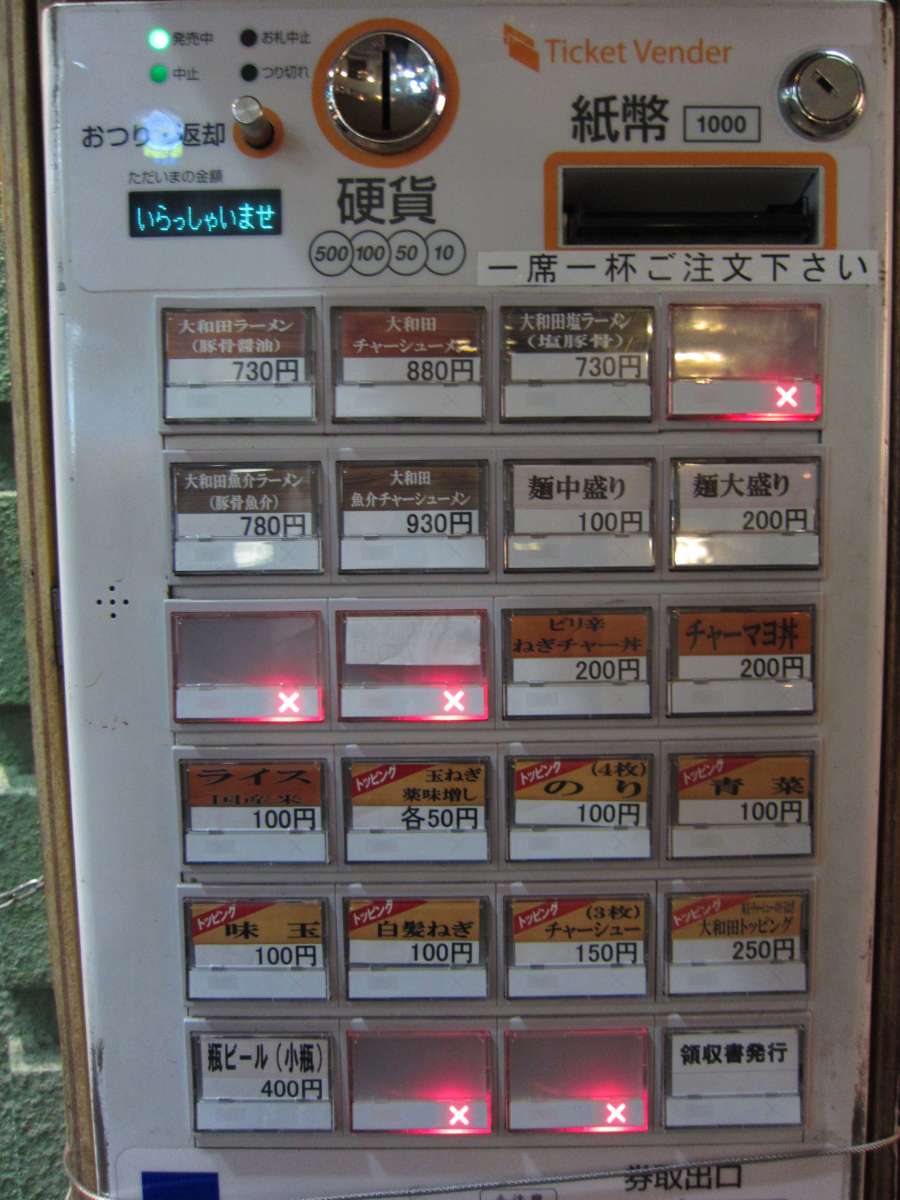 発売中
お札中止
中止
つり切れ
おつり 返却
ただいまの金額
いらっしゃいませ
硬貨
500 100 50 10
Ticket Vender
紙幣 1000
一席一杯ご注文下さい
大和田ラーメン
(豚骨醤油)
730円
大和田
チャーシューメン
880円
大和田塩ラーメン
(塩豚骨)
730円
×
大和田魚介ラーメン
(豚骨魚介)
780円
大和田
魚介チャーシューメン
930円
麺中盛り
100円
麺大盛り
200円
×
×
ピリ辛
ねぎチャー丼
200円
チャーマヨ丼
200円
ライス
国産米
100円
トッピング
玉ねぎ
薬味増し
各50円
トッピング
(4枚)
のり
100円
トッピング
青菜
100円
トッピング
味玉
100円
トッピング
白髪ねぎ
100円
トッピング
(3枚)
チャーシュー
150円
トッピング
大和田トッピング
250円
瓶ビール(小瓶)
400円
×
×
領収書発行
券取出口